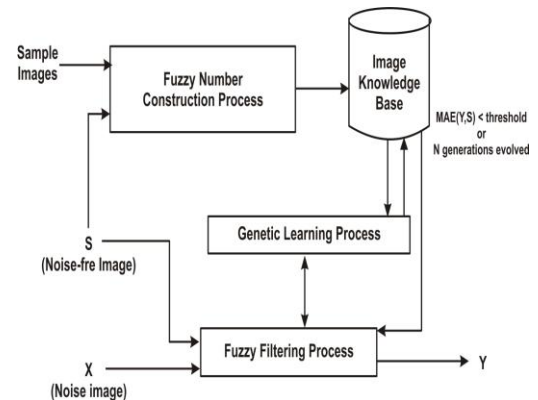 Sample
Images
Fuzzy Number
Construction Process
Image
Knowledge
Base
MAE(Y,S) < threshold
or
N generations evolved
Genetic Learning Process
S
(Noise-fre Image)
Fuzzy Filtering Process
Y
X
(Noise image)